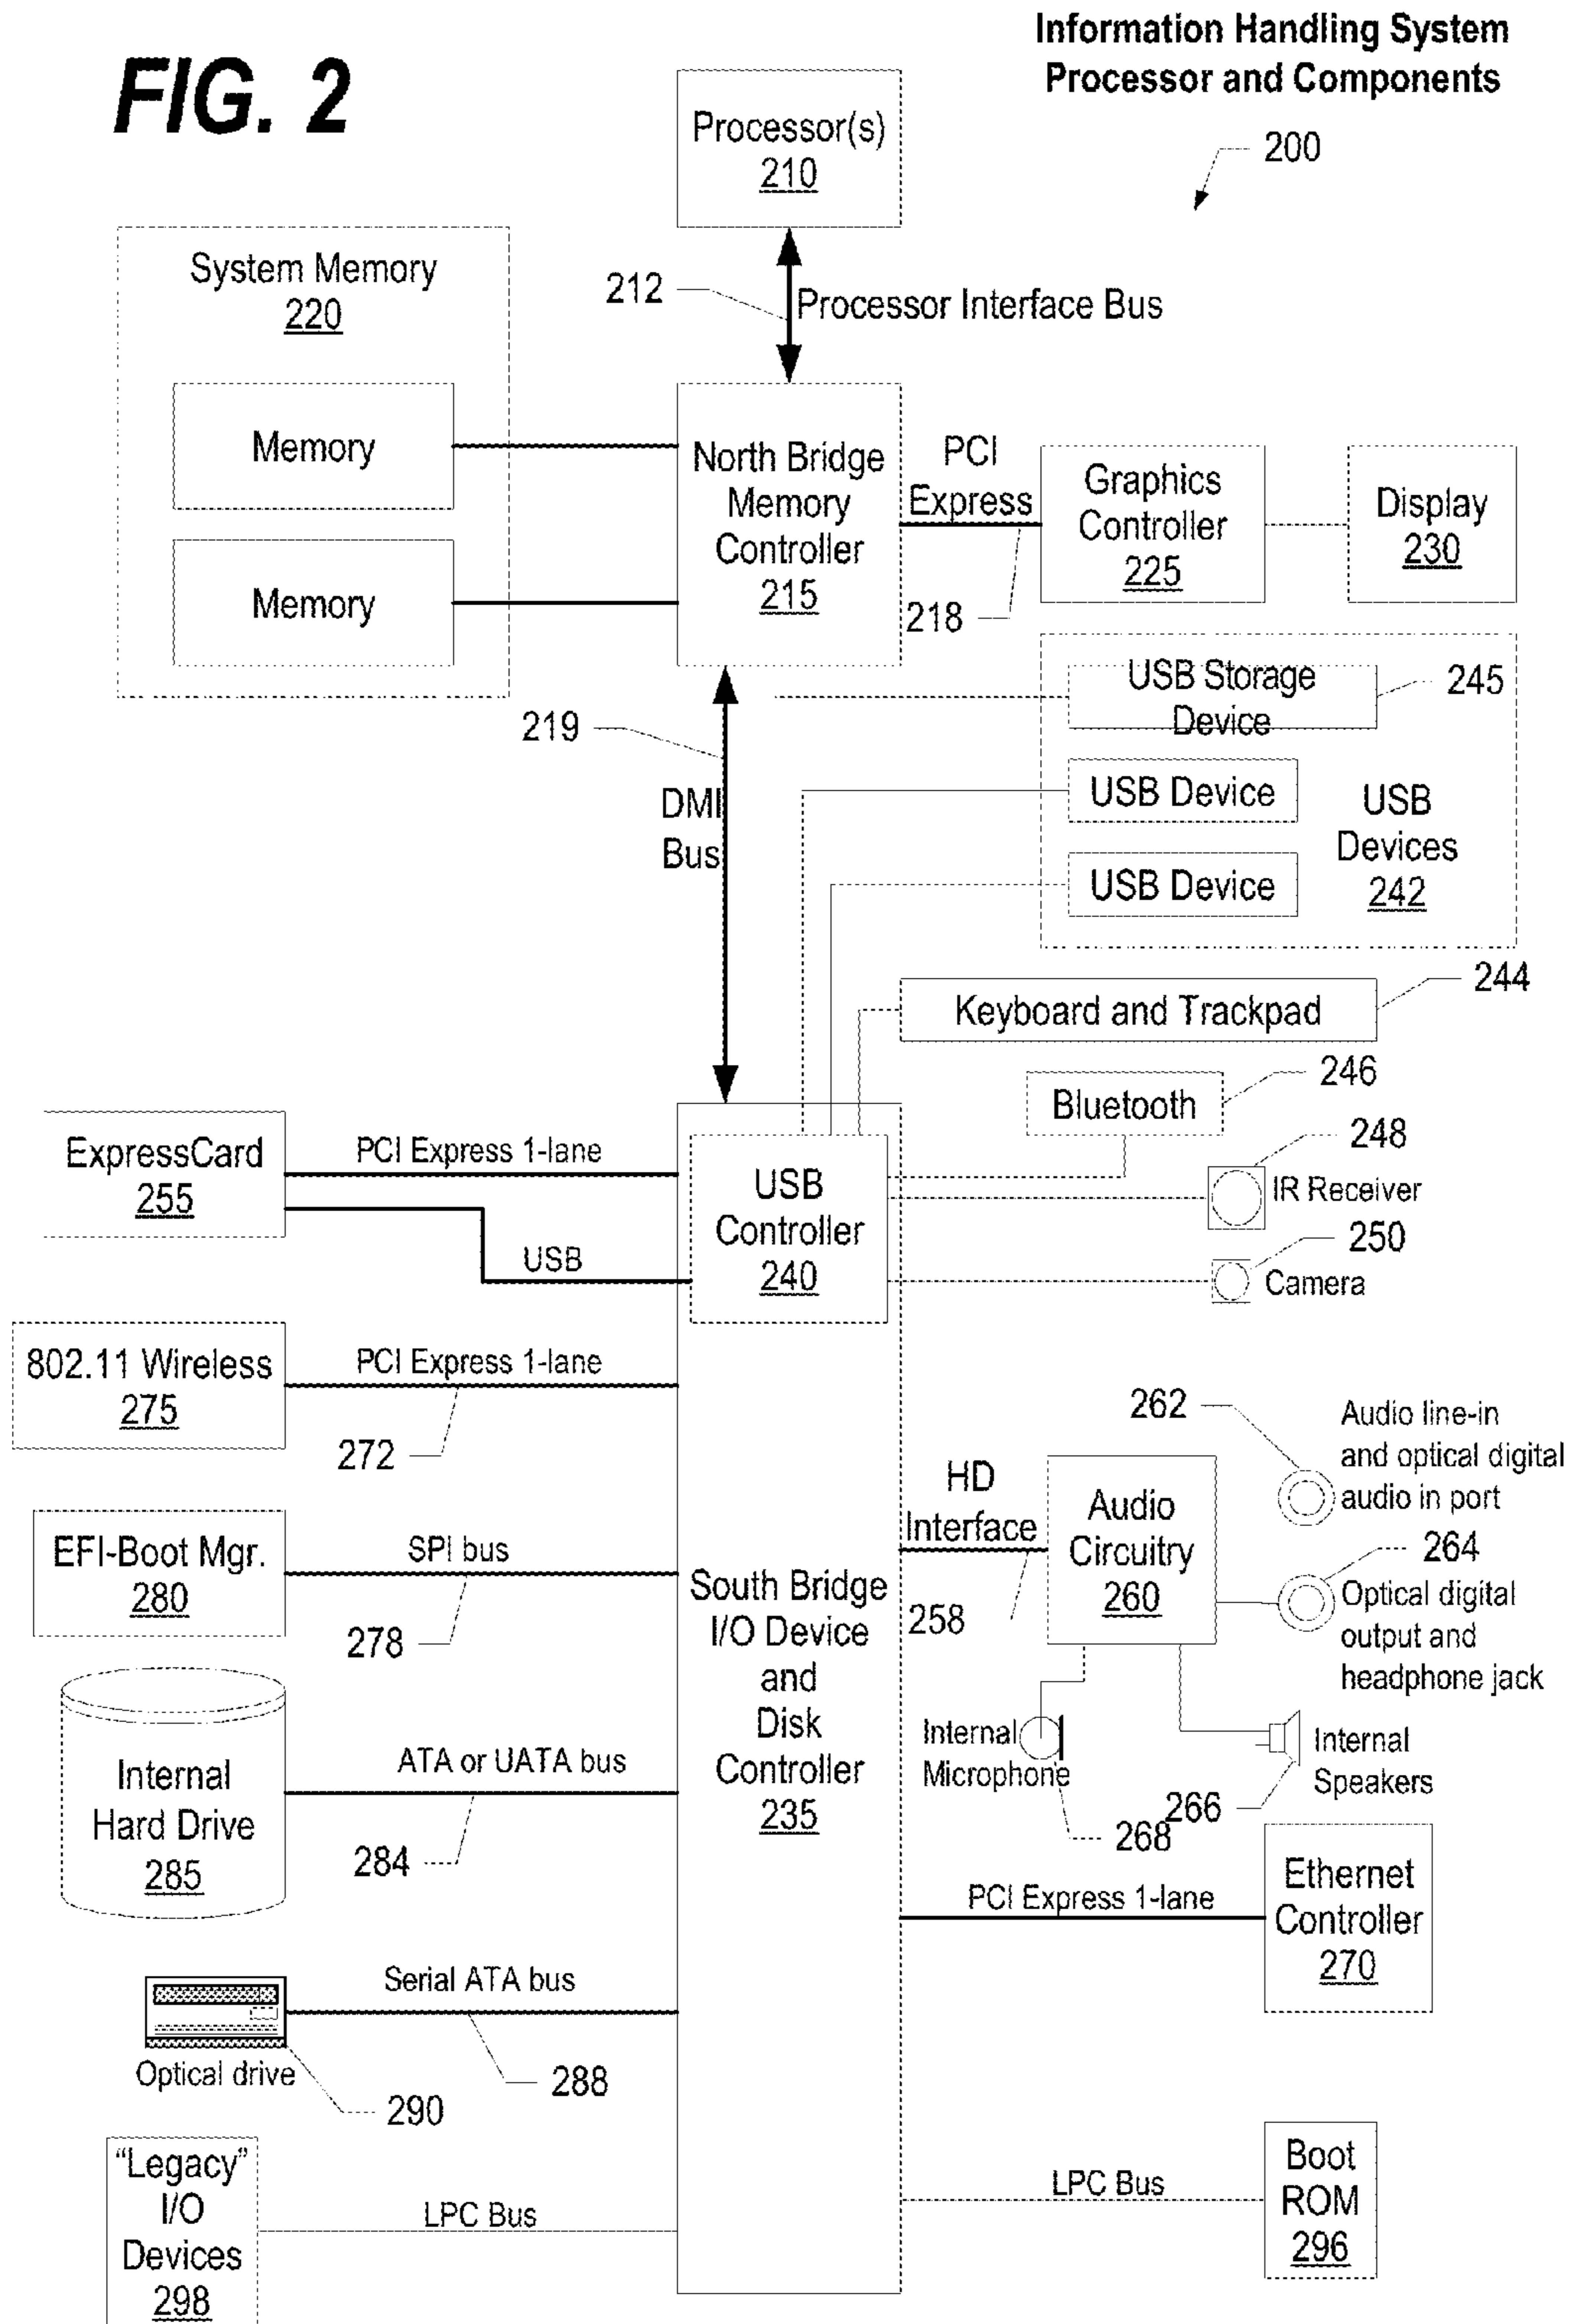 Information Handling System
Processor and Components
FIG. 2
200
Processor(s)
210
212
Processor Interface Bus
System Memory
220
Memory
Memory
North Bridge
Memory
Controller
215
PCI
Express
218
Graphics
Controller
225
Display
230
219
DMI
Bus
USB Storage
Device
245
USB Device
USB Device
USB
Devices
242
Keyboard and Trackpad
244
Bluetooth
246
248
IR Receiver
250
Camera
USB
Controller
240
ExpressCard
255
PCI Express 1-lane
USB
802.11 Wireless
275
PCI Express 1-lane
272
EFI-Boot Mgr.
280
SPI bus
278
South Bridge
I/O Device
and
Disk
Controller
235
HD
Interface
258
Audio
Circuitry
260
262
Audio line-in
and optical digital
audio in port
264
Optical digital
output and
headphone jack
Internal
Microphone
268
266
Internal
Speakers
Internal
Hard Drive
285
ATA or UATA bus
284
PCI Express 1-lane
Ethernet
Controller
270
Serial ATA bus
288
Optical drive
290
"Legacy"
I/O
Devices
298
LPC Bus
LPC Bus
Boot
ROM
296